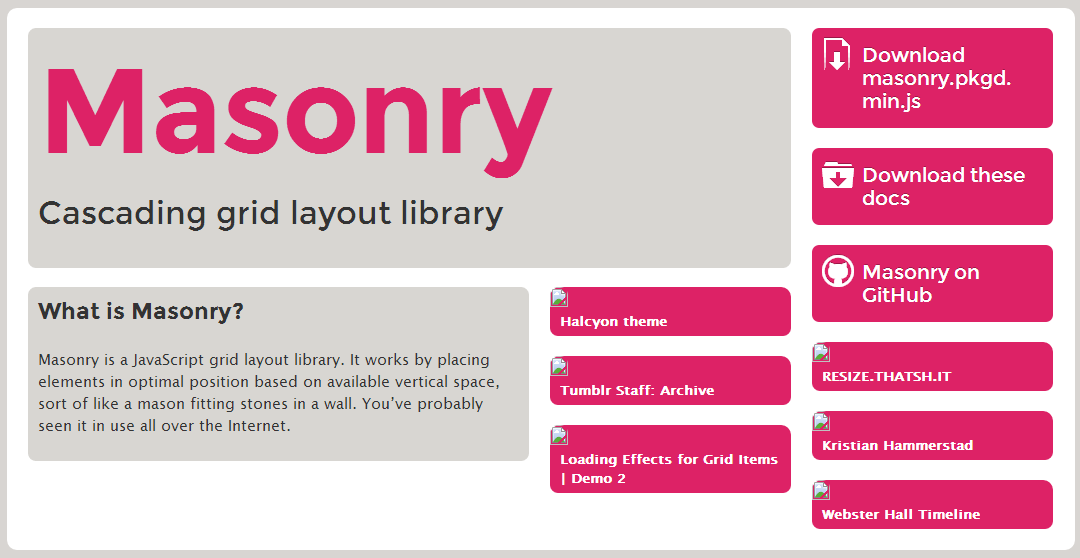 Masonry
Cascading grid layout library
What is Masonry?
Masonry is a JavaScript grid layout library. It works by placing
elements in optimal position based on available vertical space,
sort of like a mason fitting stones in a wall. You’ve probably
seen it in use all over the Internet.
Halcyon theme
Tumblr Staff: Archive
Loading Effects for Grid Items
| Demo 2
Download
masonry.pkgd.
min.js
Download these
docs
Masonry on
GitHub
RESIZE.THATSH.IT
Kristian Hammerstad
Webster Hall Timeline